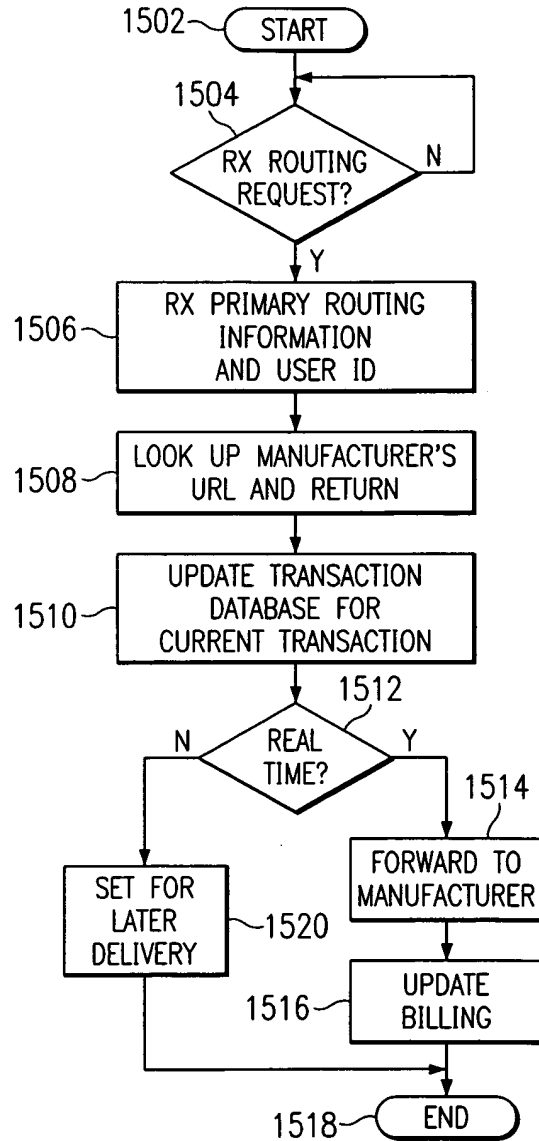 1502
START
1504
RX ROUTING
REQUEST?
N
Y
1506
RX PRIMARY ROUTING
INFORMATION
AND USER ID
1508
LOOK UP MANUFACTURER'S
URL AND RETURN
1510
UPDATE TRANSACTION
DATABASE FOR
CURRENT TRANSACTION
1512
N
REAL
TIME?
Y
1514
SET FOR
LATER
DELIVERY
1520
FORWARD TO
MANUFACTURER
1516
UPDATE
BILLING
1518
END